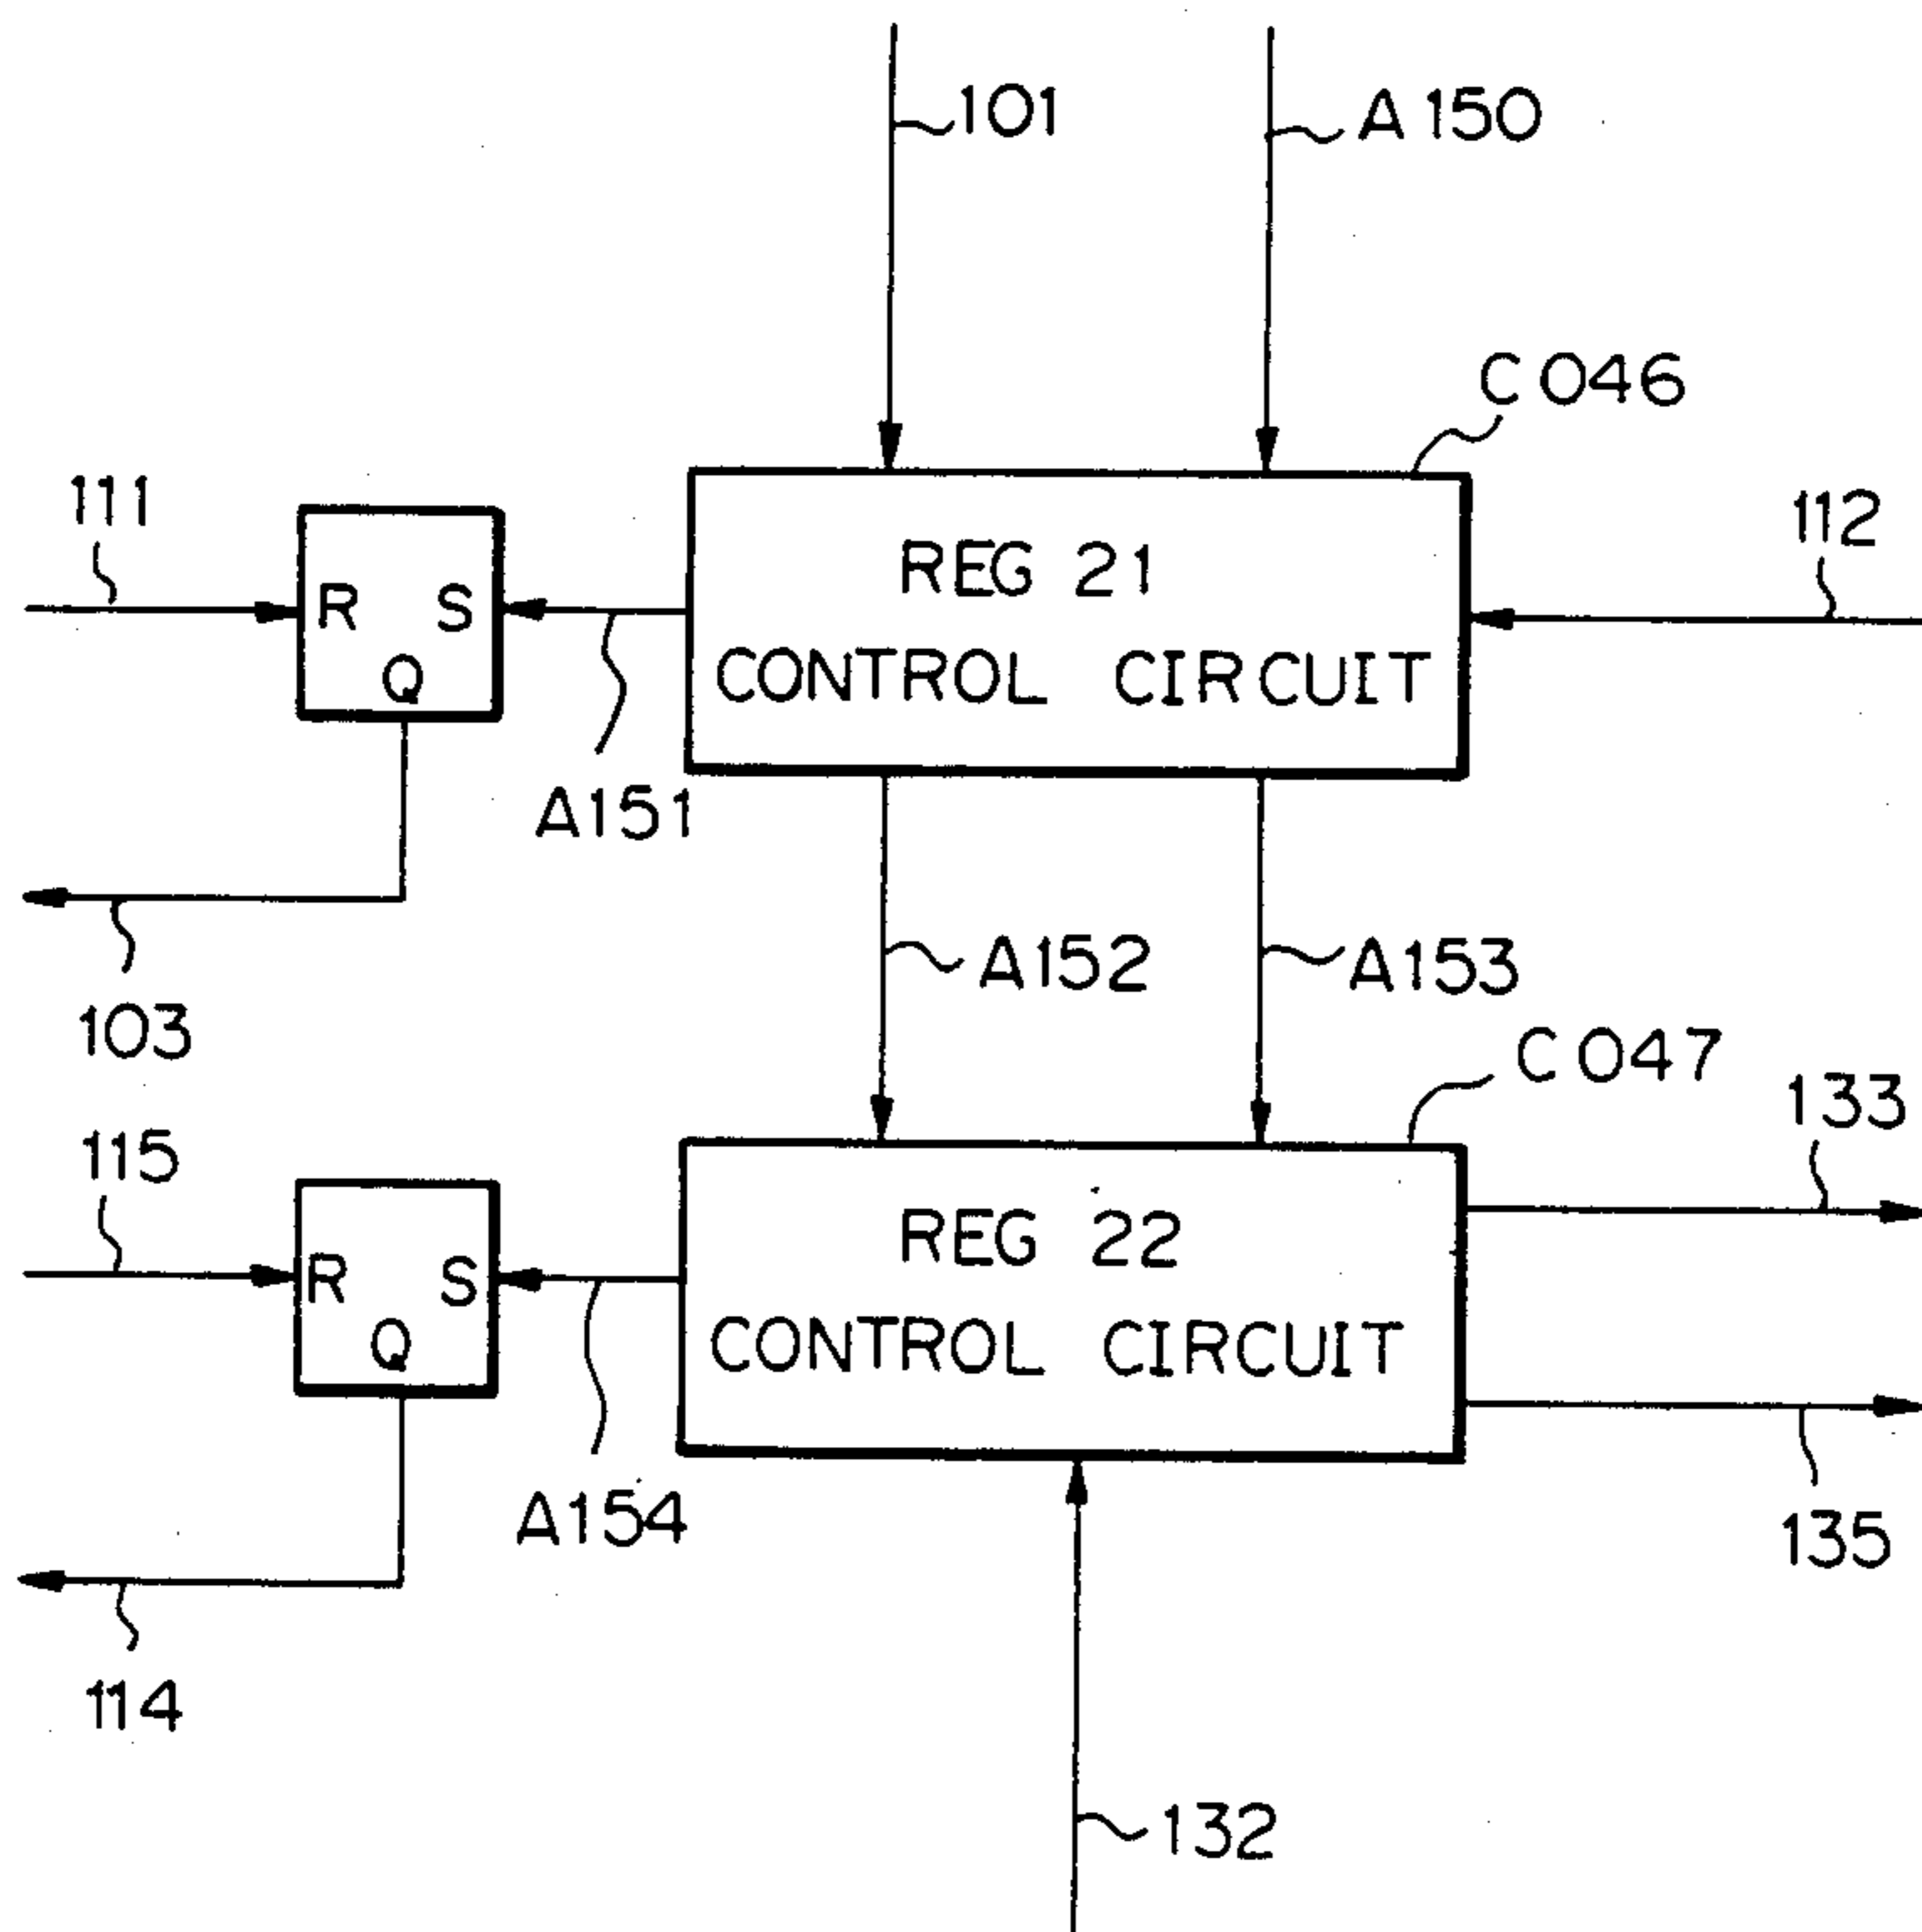 101
A150
C046
111
112
R S
Q
REG 21
CONTROL CIRCUIT
A151
103
A152
A153
C047
133
115
R S
Q
REG 22
CONTROL CIRCUIT
A154
135
114
132